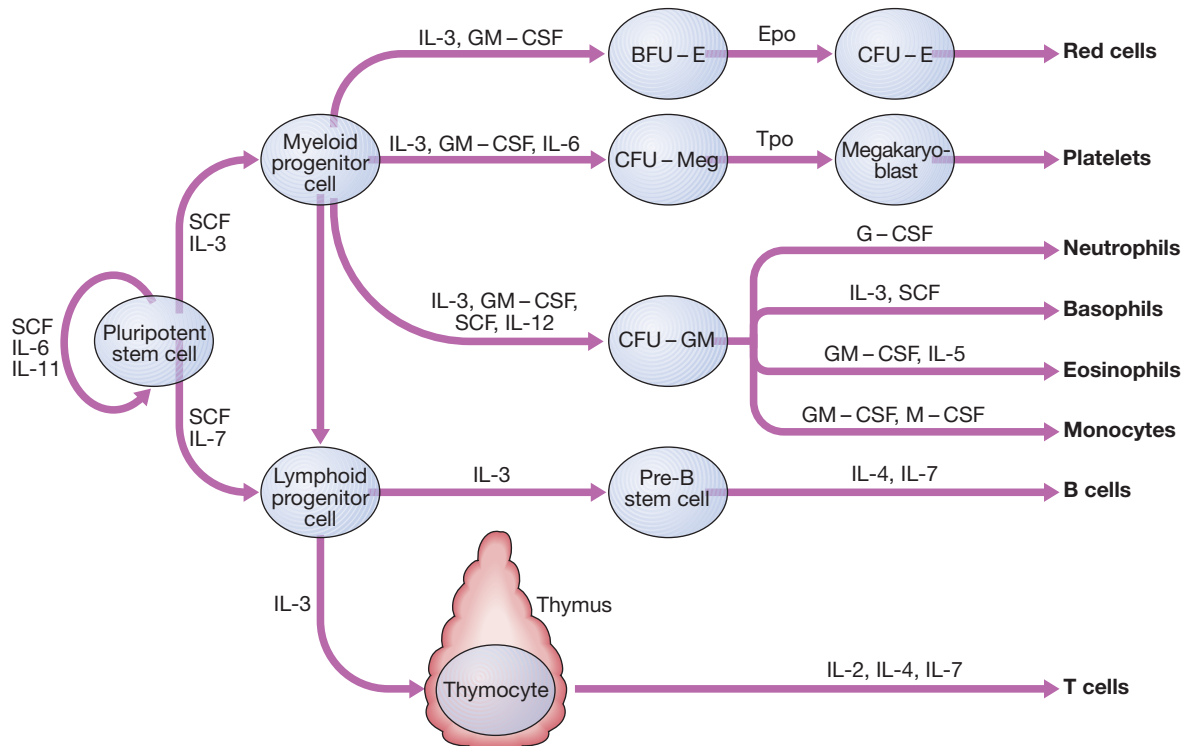 IL-3, GM – CSF
BFU – E
Epo
CFU – E
Red cells
Myeloid
progenitor
cell
IL-3, GM – CSF, IL-6
CFU – Meg
Tpo
Megakaryo-
blast
Platelets
SCF
IL-3
G – CSF
Neutrophils
IL-3, GM – CSF,
SCF, IL-12
CFU – GM
IL-3, SCF
Basophils
SCF
IL-6
IL-11
Pluripotent
stem cell
GM – CSF, IL-5
Eosinophils
SCF
IL-7
GM – CSF, M – CSF
Monocytes
Lymphoid
progenitor
cell
IL-3
Pre-B
stem cell
IL-4, IL-7
B cells
IL-3
Thymus
Thymocyte
IL-2, IL-4, IL-7
T cells